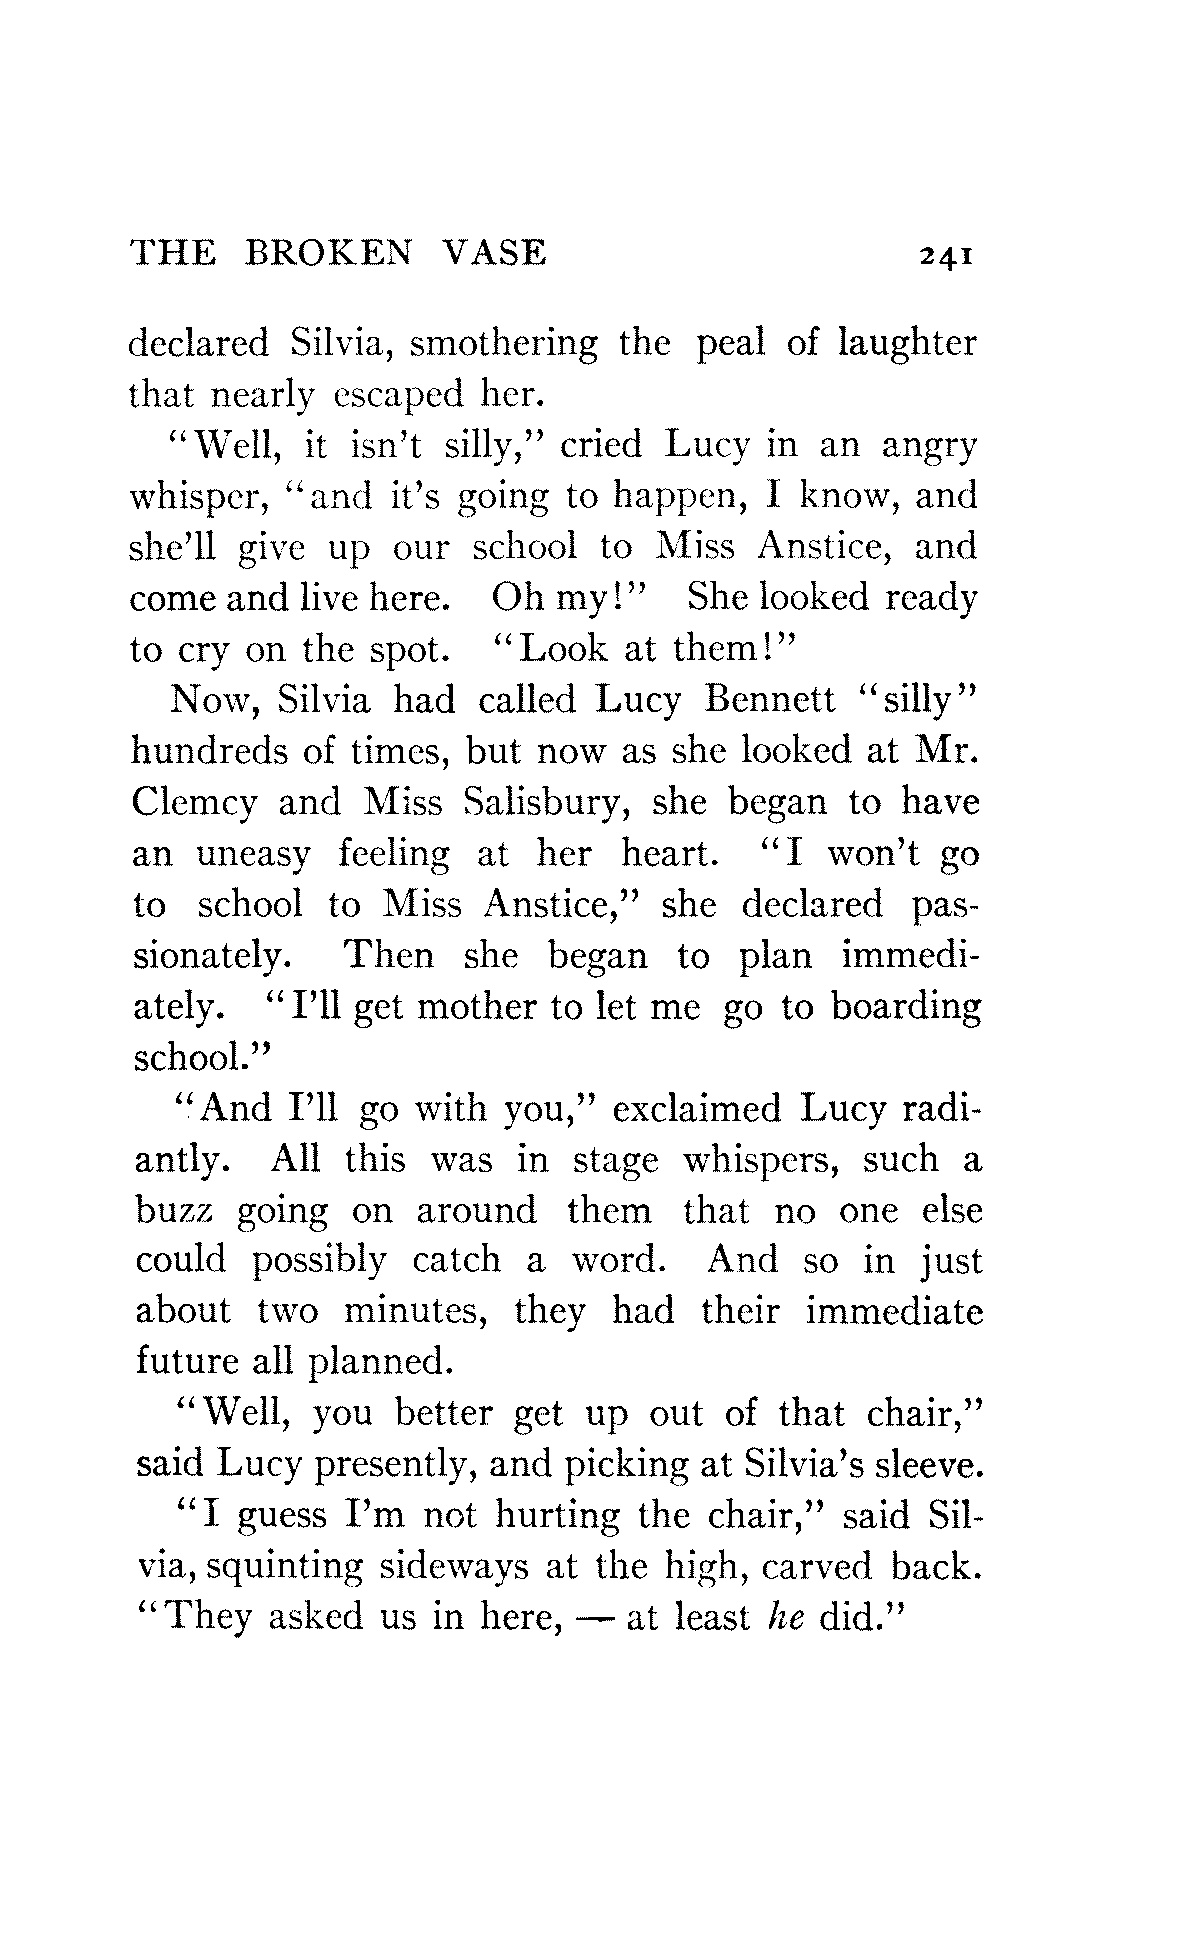 THE BROKEN VASE 241
declared Silvia, smothering the peal of laughter
that nearly escaped her.
"Well, it isn't silly," cried Lucy in an angry
whisper, "and it's going to happen, I know, and
she'll give up our school to Miss Anstice, and
come and live here. Oh my!" She looked ready
to cry on the spot. "Look at them!"
Now, Silvia had called Lucy Bennett "silly"
hundreds of times, but now as she looked at Mr.
Clemcy and Miss Salisbury, she began to have
an uneasy feeling at her heart. "I won't go
to school to Miss Anstice," she declared pas-
sionately. Then she began to plan immedi-
ately. "I'll get mother to let me go to boarding
school."
"And I'll go with you," exclaimed Lucy radi-
antly. All this was in stage whispers, such a
buzz going on around them that no one else
could possibly catch a word. And so in just
about two minutes, they had their immediate
future all planned.
"Well, you better get up out of that chair,"
said Lucy presently, and picking at Silvia's sleeve.
"I guess I'm not hurting the chair," said Sil-
via, squinting sideways at the high, carved back.
"They asked us in here, — at least he did."